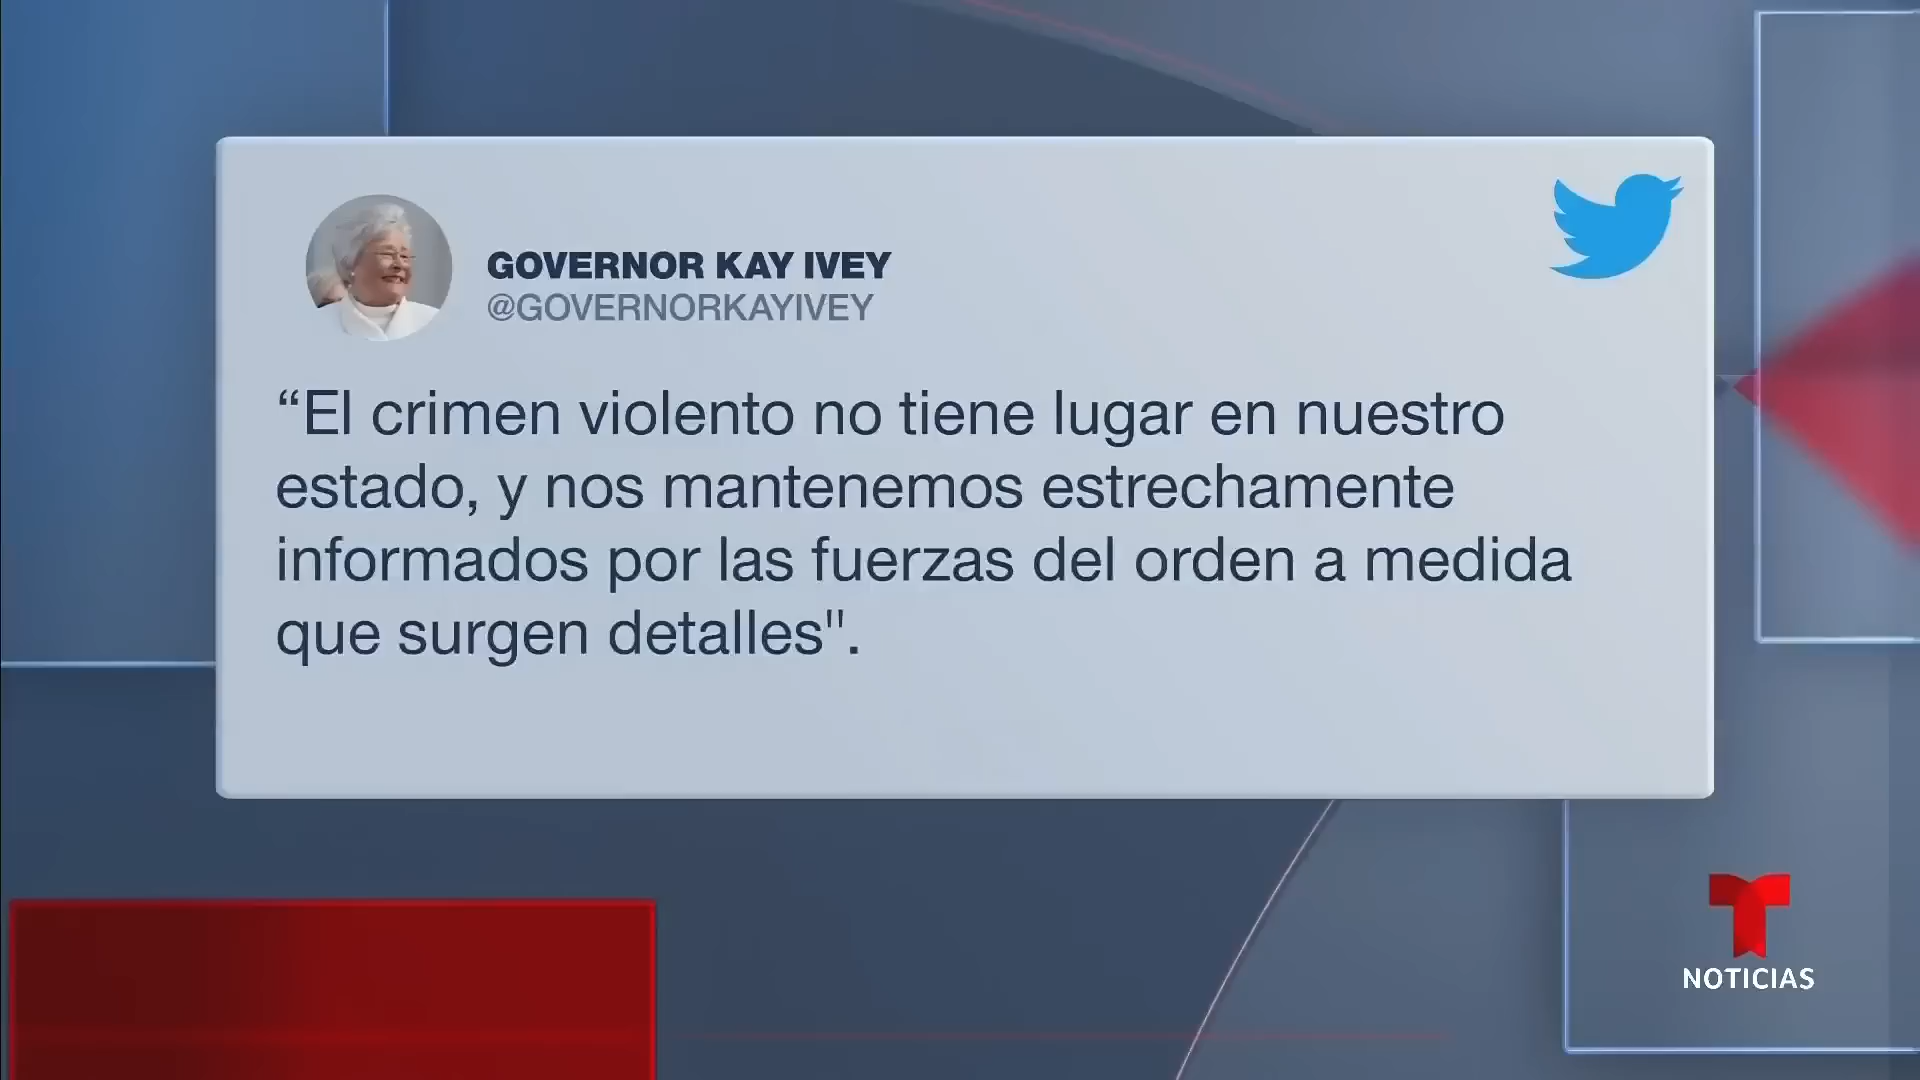 GOVERNOR KAY IVEY
@GOVERNORKAYIVEY
“El crimen violento no tiene lugar en nuestro
estado, y nos mantenemos estrechamente
informados por las fuerzas del orden a medida
que surgen detalles".
NOTICIAS